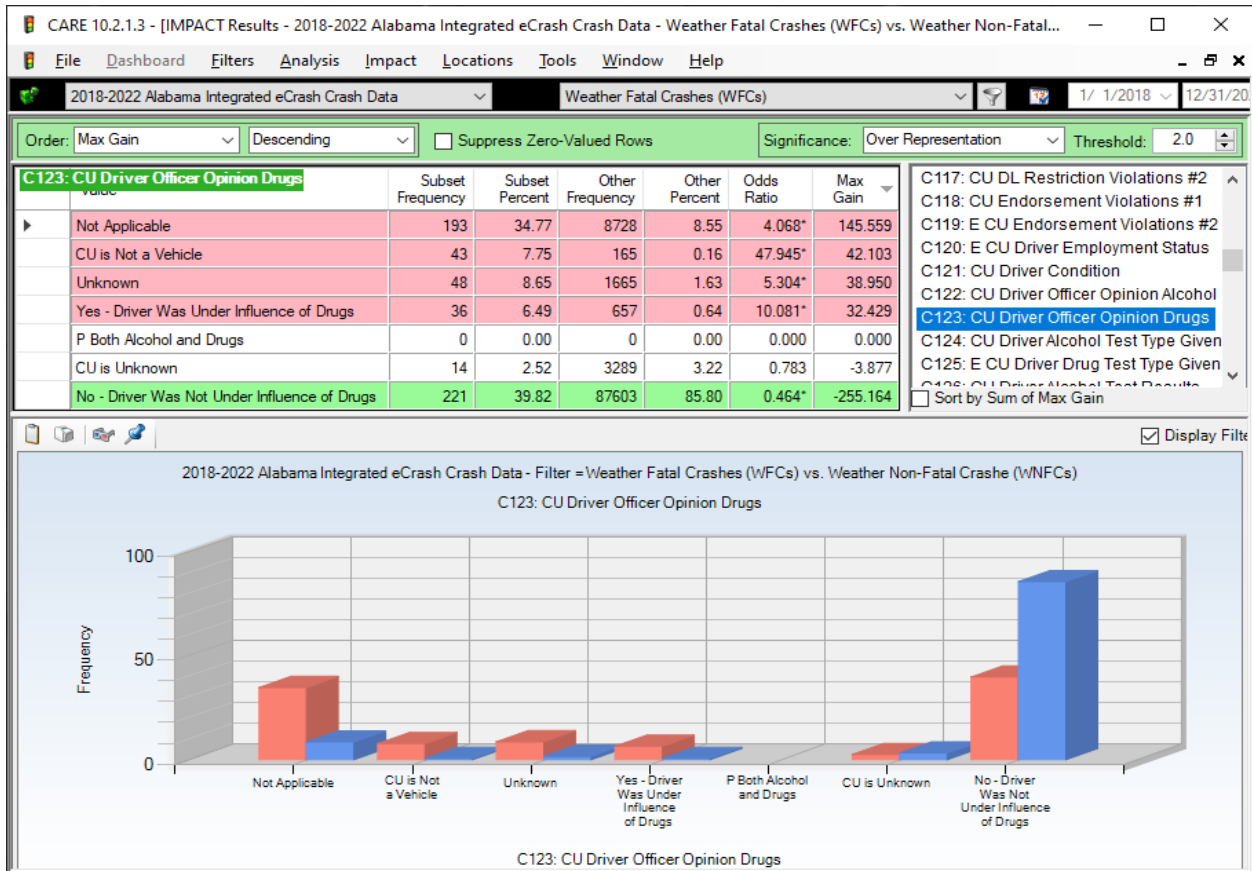 CARE 10.2.1.3 - [IMPACT Results - 2018-2022 Alabama Integrated eCrash Crash Data - Weather Fatal Crashes (WFCs) vs. Weather Non-Fatal...
File Dashboard Filters Analysis Impact Locations Tools Window Help
2018-2022 Alabama Integrated eCrash Crash Data Weather Fatal Crashes (WFCs) 1/ 1/2018 12/31/20
Order: Max Gain Descending Suppress Zero-Valued Rows Significance: Over Representation Threshold: 2.0
C123: CU Driver Officer Opinion Drugs Subset Frequency Subset Percent Other Frequency Other Percent Odds Ratio Max Gain
Not Applicable 193 34.77 8728 8.55 4.068* 145.559
CU is Not a Vehicle 43 7.75 165 0.16 47.945* 42.103
Unknown 48 8.65 1665 1.63 5.304* 38.950
Yes - Driver Was Under Influence of Drugs 36 6.49 657 0.64 10.081* 32.429
P Both Alcohol and Drugs 0 0.00 0 0.00 0.000 0.000
CU is Unknown 14 2.52 3289 3.22 0.783 -3.877
No - Driver Was Not Under Influence of Drugs 221 39.82 87603 85.80 0.464* -255.164
C117: CU DL Restriction Violations #2
C118: CU Endorsement Violations #1
C119: E CU Endorsement Violations #2
C120: E CU Driver Employment Status
C121: CU Driver Condition
C122: CU Driver Officer Opinion Alcohol
C123: CU Driver Officer Opinion Drugs
C124: CU Driver Alcohol Test Type Given
C125: E CU Driver Drug Test Type Given
Sort by Sum of Max Gain
Display Filte
2018-2022 Alabama Integrated eCrash Crash Data - Filter = Weather Fatal Crashes (WFCs) vs. Weather Non-Fatal Crashe (WNFCs)
C123: CU Driver Officer Opinion Drugs
Frequency
100
50
0
Not Applicable
CU is Not
a Vehicle
Unknown
Yes - Driver
Was Under
Influence
of Drugs
P Both Alcohol
and Drugs
CU is Unknown
No - Driver
Was Not
Under Influence
of Drugs
C123: CU Driver Officer Opinion Drugs